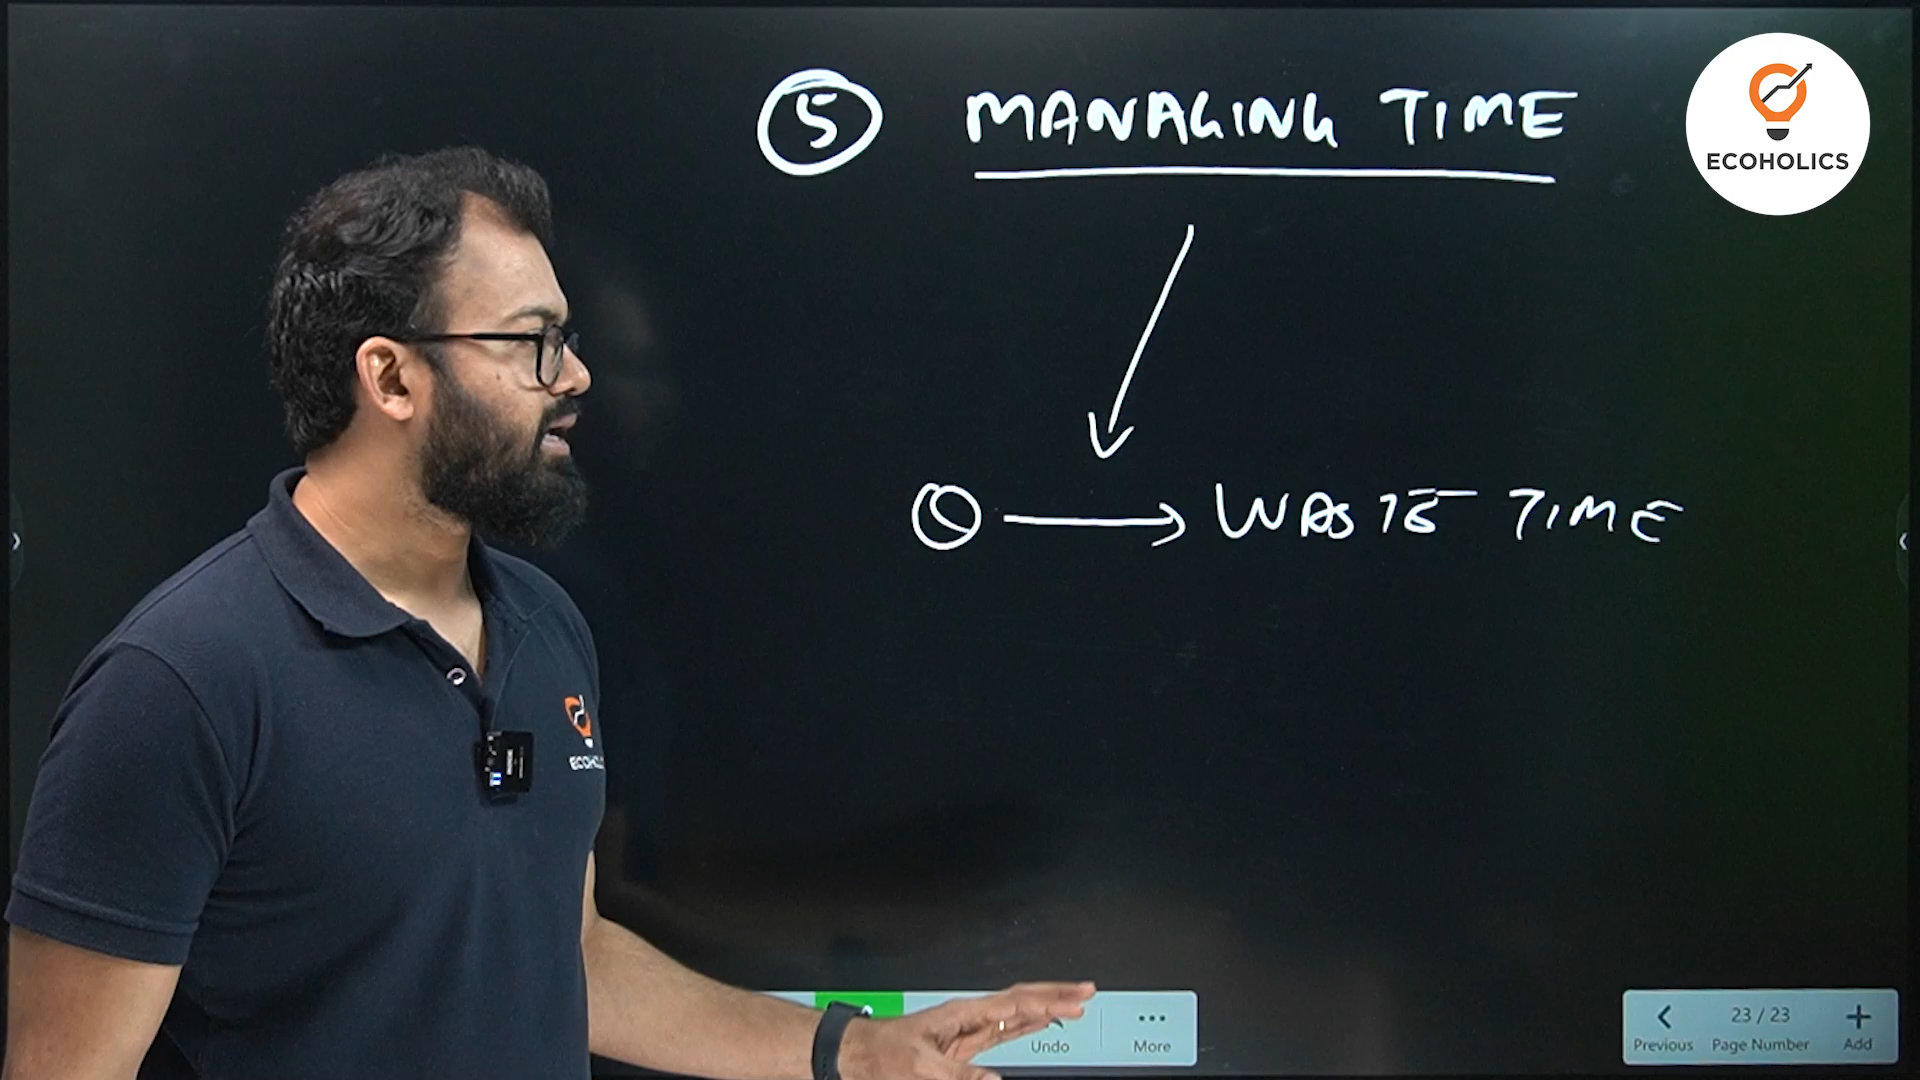 5 MANAGING TIME
ECOHOLICS
Q → WASTE TIME
Undo
More
23 / 23
Previous
Page Number
Add